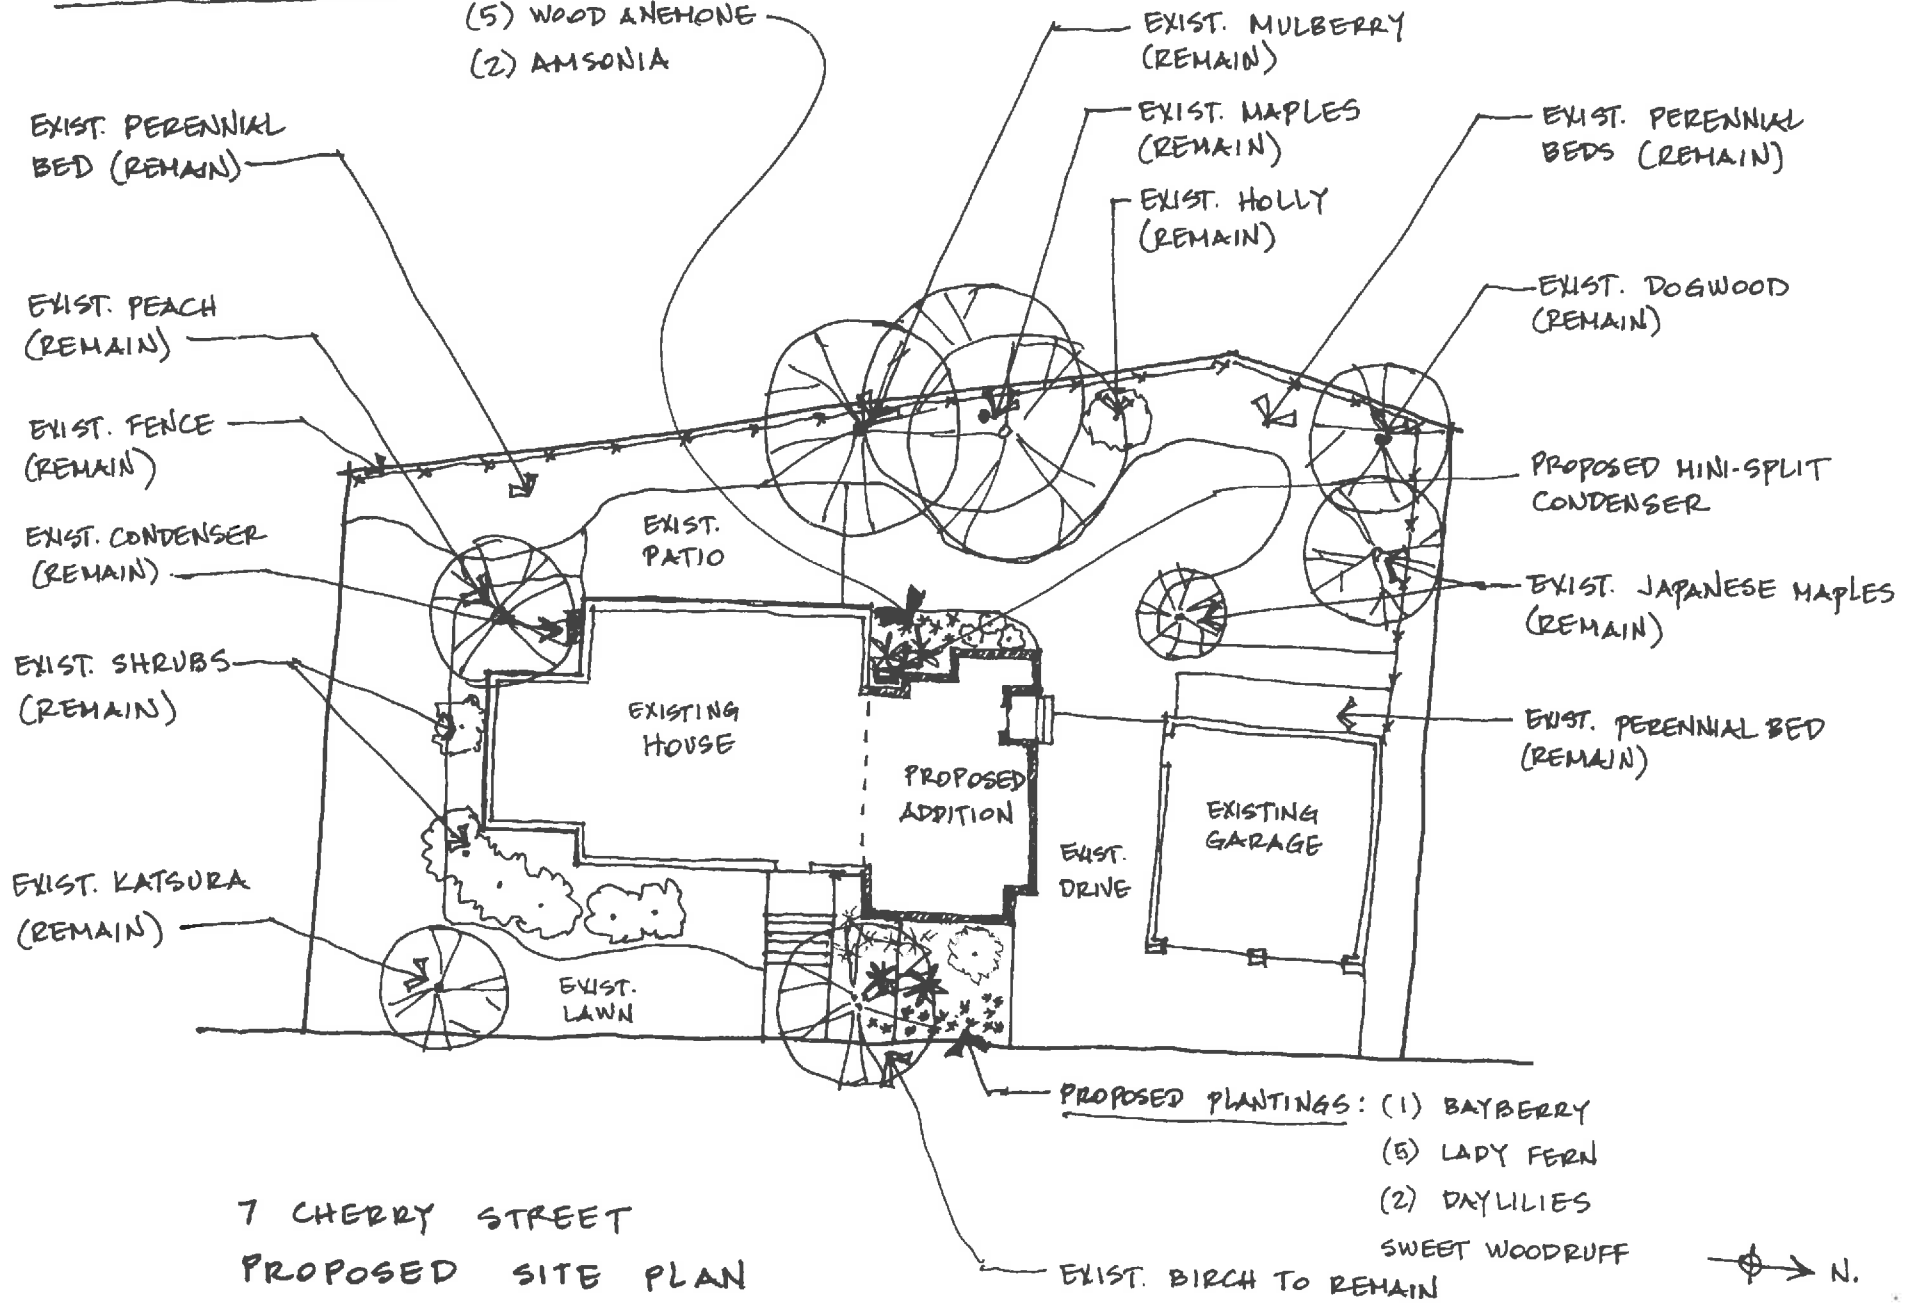 (5) WOOD ANEMONE
(2) AMSONIA
EXIST. MULBERRY
(REMAIN)
EXIST. MAPLES
(REMAIN)
EXIST. HOLLY
(REMAIN)
EXIST. PERENNIAL
BEDS (REMAIN)
EXIST. DOGWOOD
(REMAIN)
PROPOSED MINI-SPLIT
CONDENSER
EXIST. JAPANESE MAPLES
(REMAIN)
EXIST. PERENNIAL BED
(REMAIN)
EXIST. PERENNIAL
BED (REMAIN)
EXIST. PEACH
(REMAIN)
EXIST. FENCE
(REMAIN)
EXIST. CONDENSER
(REMAIN)
EXIST. SHRUBS
(REMAIN)
EXIST. KATSURA
(REMAIN)
EXIST.
PATIO
EXISTING
HOUSE
PROPOSED
ADDITION
EXIST.
DRIVE
EXISTING
GARAGE
EXIST.
LAWN
PROPOSED PLANTINGS: (1) BAYBERRY
(5) LADY FERN
(2) DAYLILIES
SWEET WOODRUFF
EXIST. BIRCH TO REMAIN
7 CHERRY STREET
PROPOSED SITE PLAN
N.